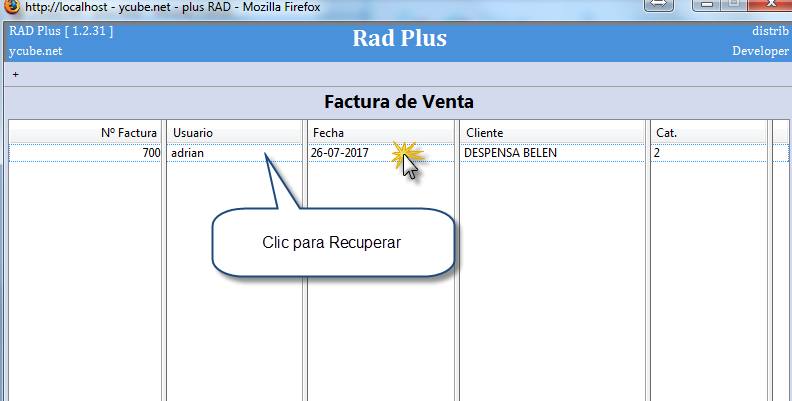 http://localhost - ycube.net - plus RAD - Mozilla Firefox
RAD Plus [ 1.2.31 ]
Rad Plus
distrib
ycube.net
Developer
+
Factura de Venta
Nº Factura Usuario Fecha Cliente Cat.
700 adrian 26-07-2017 DESPENSA BELEN 2
Clic para Recuperar